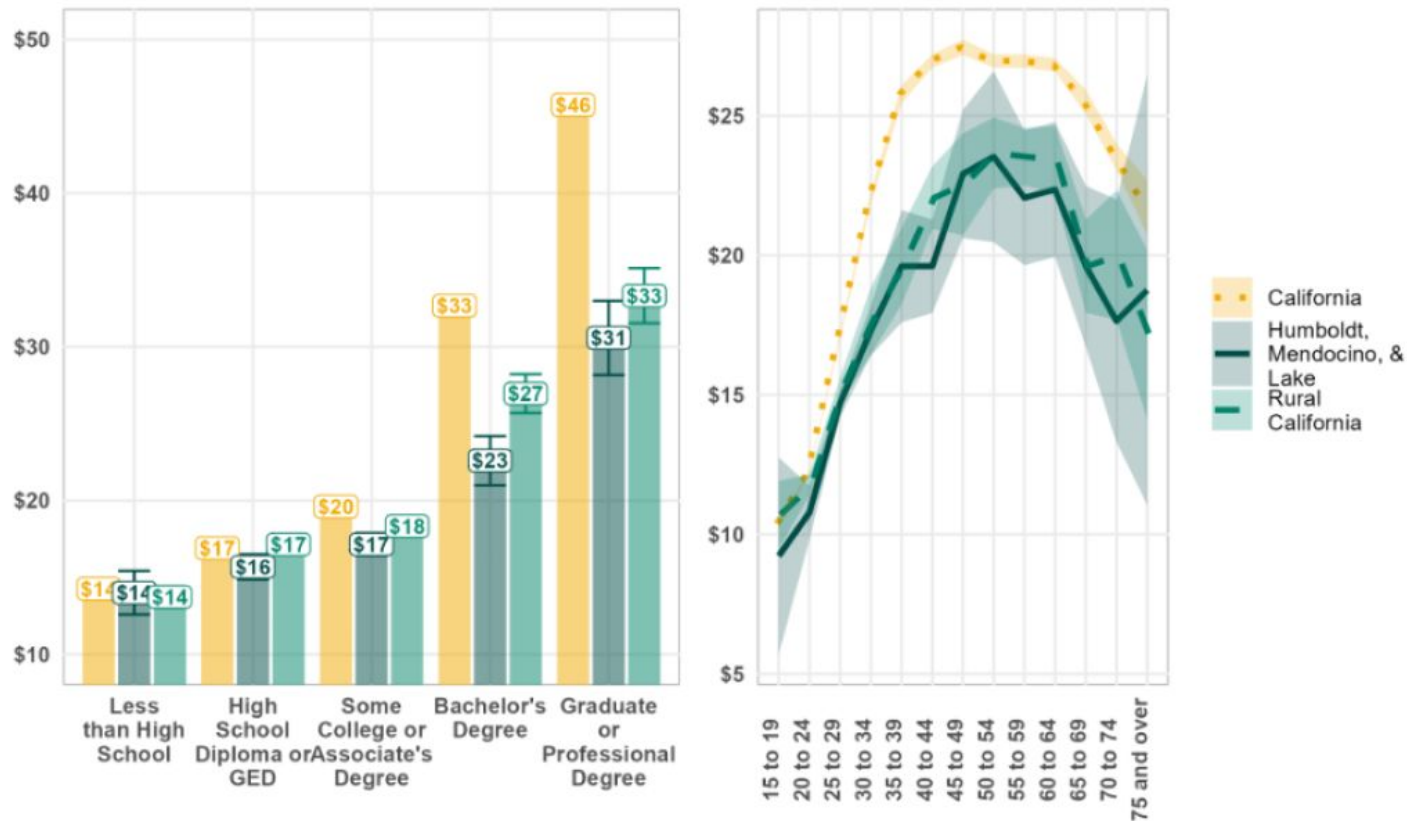 $50
$40
$30
$20
$10
$14
$14
$14
$17
$16
$17
$20
$17
$18
$33
$23
$27
$46
$31
$33
Less
than High
School
High
School
Diploma or
GED
Some
College or
Associate's
Degree
Bachelor's
Degree
Graduate
or
Professional
Degree
$25
$20
$15
$10
$5
15 to 19
20 to 24
25 to 29
30 to 34
35 to 39
40 to 44
45 to 49
50 to 54
55 to 59
60 to 64
65 to 69
70 to 74
75 and over
California
Humboldt,
Mendocino, &
Lake
Rural
California